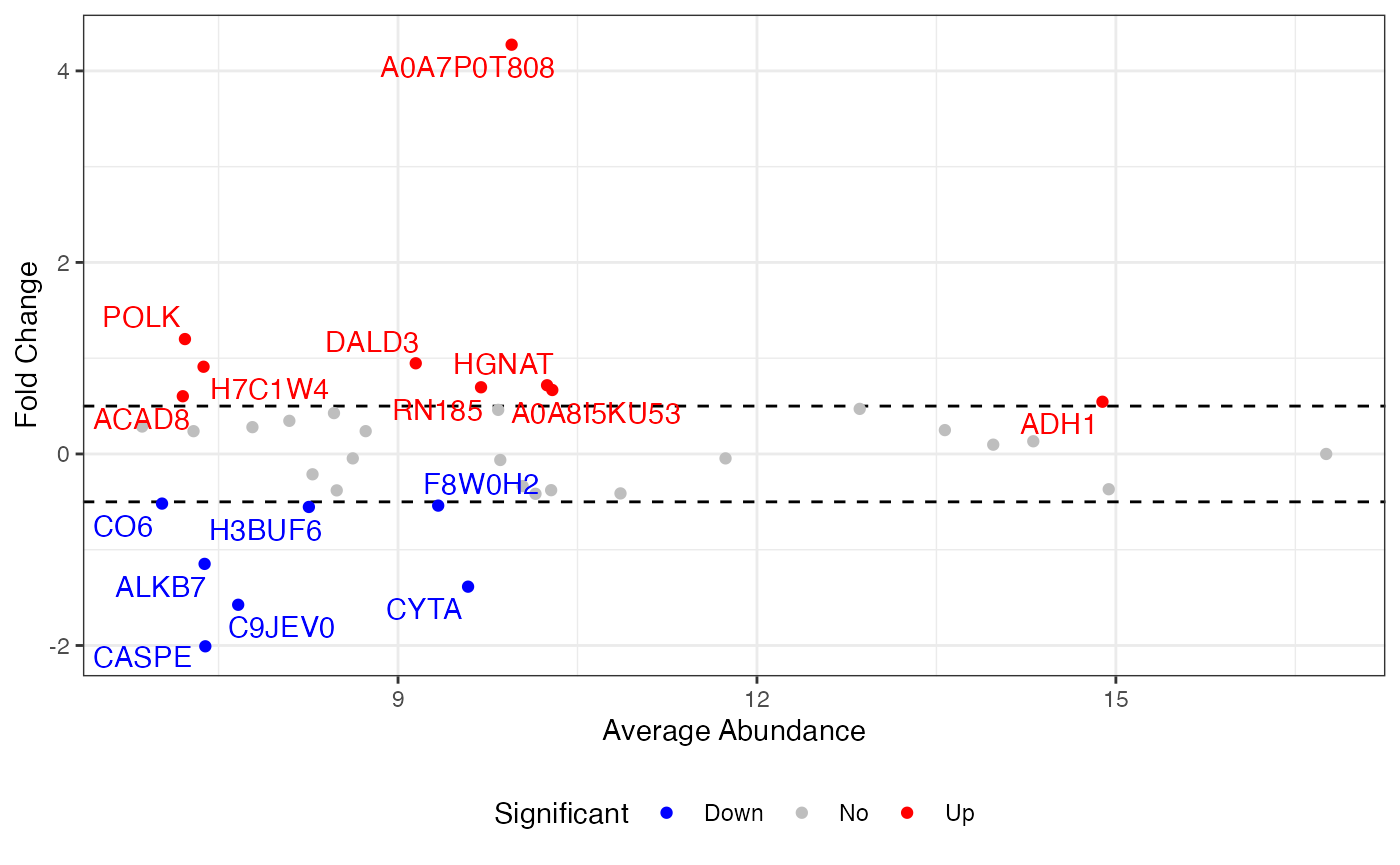 A0A7P0T808
4
2
POLK
DALD3
HGNAT
H7C1W4
RN185
A0A8I5KU53
ACAD8
ADH1
0
F8W0H2
CO6
H3BUF6
ALKB7
CYTA
C9JEV0
CASPE
-2
Fold Change
9
12
15
Average Abundance
Significant Down No Up